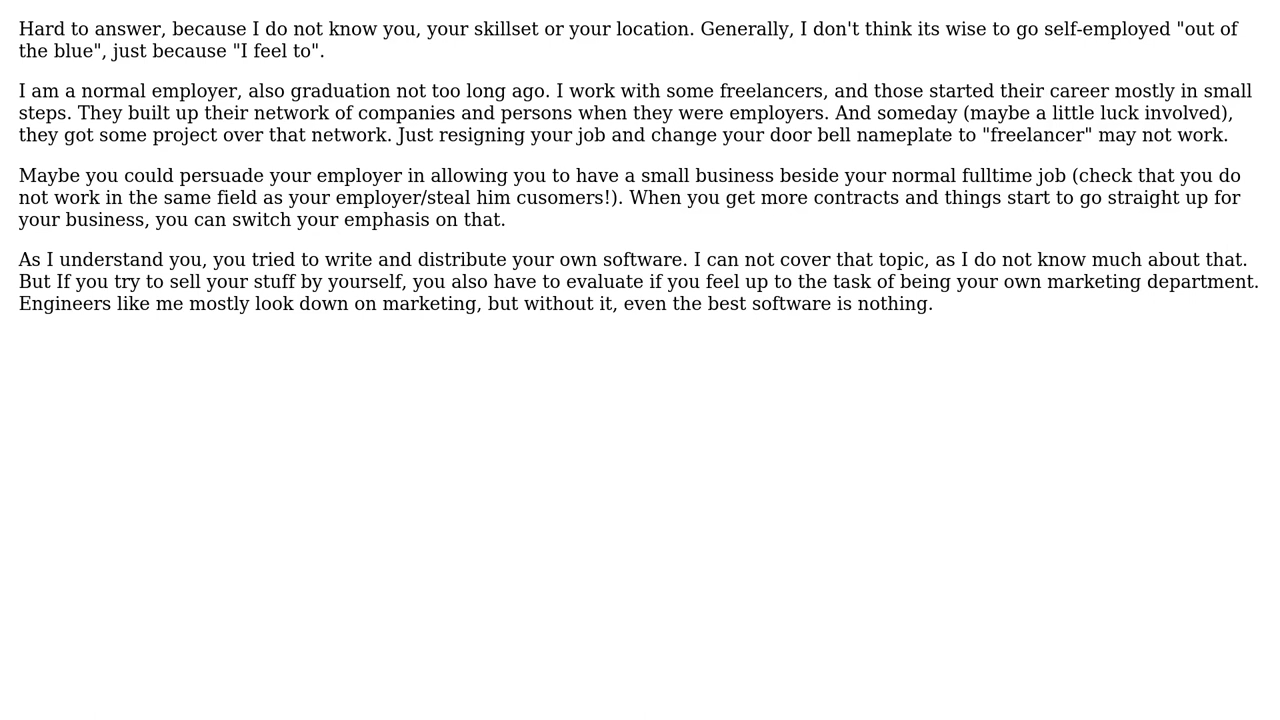 Hard to answer, because I do not know you, your skillset or your location. Generally, I don't think its wise to go self-employed "out of
the blue", just because "I feel to".
I am a normal employer, also graduation not too long ago. I work with some freelancers, and those started their career mostly in small
steps. They built up their network of companies and persons when they were employers. And someday (maybe a little luck involved),
they got some project over that network. Just resigning your job and change your door bell nameplate to "freelancer" may not work.
Maybe you could persuade your employer in allowing you to have a small business beside your normal fulltime job (check that you do
not work in the same field as your employer/steal him cusomers!). When you get more contracts and things start to go straight up for
your business, you can switch your emphasis on that.
As I understand you, you tried to write and distribute your own software. I can not cover that topic, as I do not know much about that.
But If you try to sell your stuff by yourself, you also have to evaluate if you feel up to the task of being your own marketing department.
Engineers like me mostly look down on marketing, but without it, even the best software is nothing.